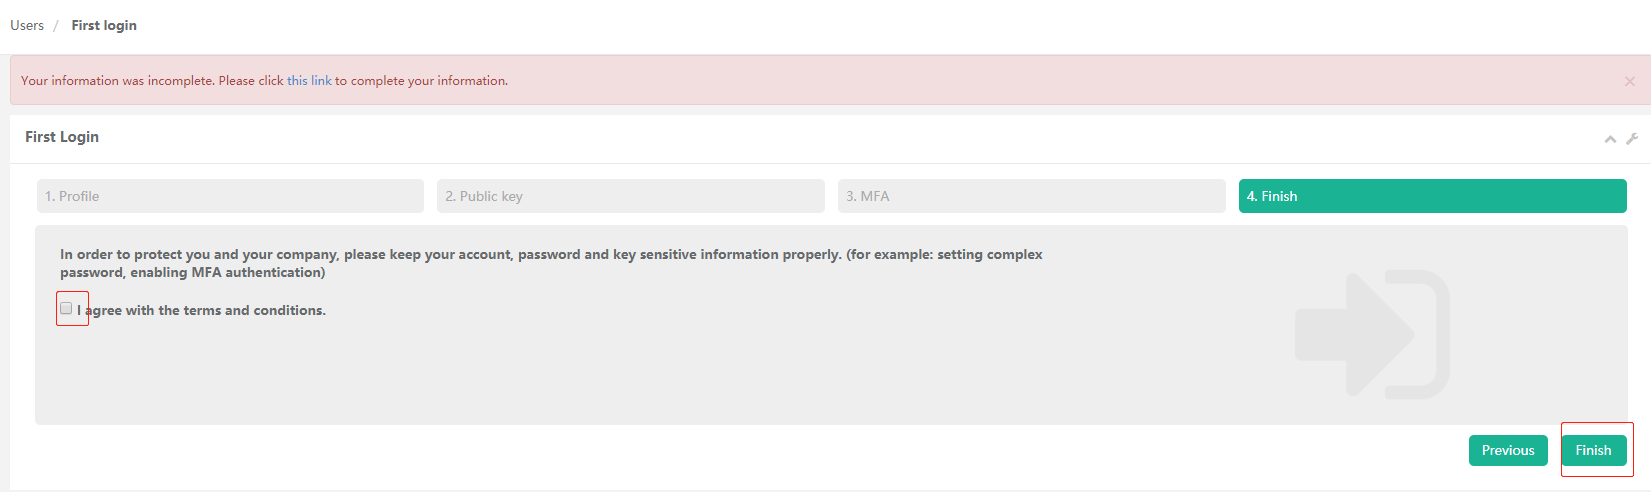 Users / First login
Your information was incomplete. Please click this link to complete your information. ×
First Login
1. Profile 2. Public key 3. MFA 4. Finish
In order to protect you and your company, please keep your account, password and key sensitive information properly. (for example: setting complex
password, enabling MFA authentication)
I agree with the terms and conditions.
Previous Finish